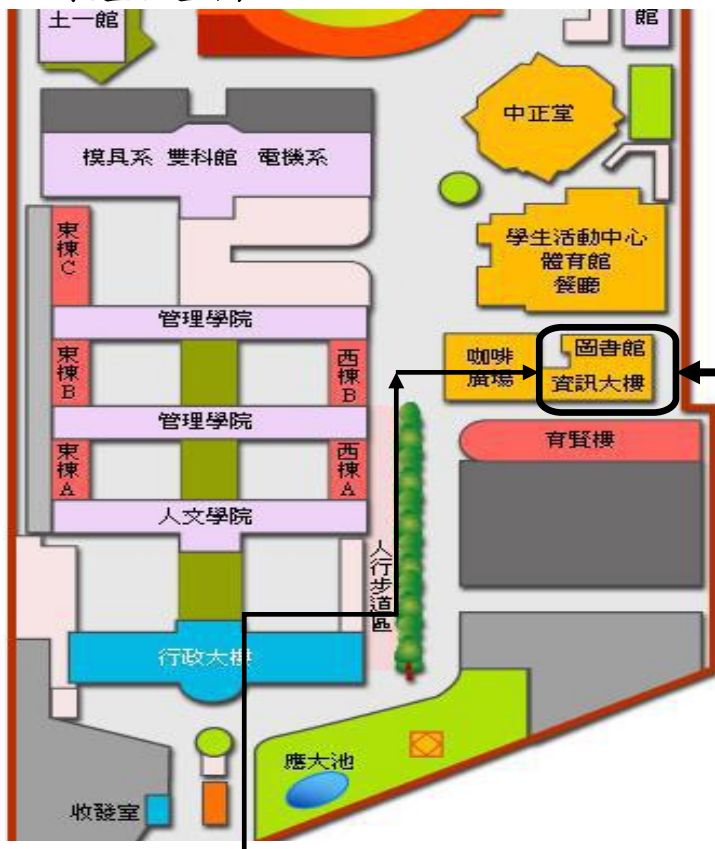 土一館
館
中正堂
模具系 雙科館 電機系
學生活動中心
體育館
餐廳
東棟C
管理學院
咖啡
廣場
圖書館
資訊大樓
東棟B
西棟B
管理學院
育賢樓
東棟A
西棟A
人文學院
人行步道區
行政大樓
應大池
收發室